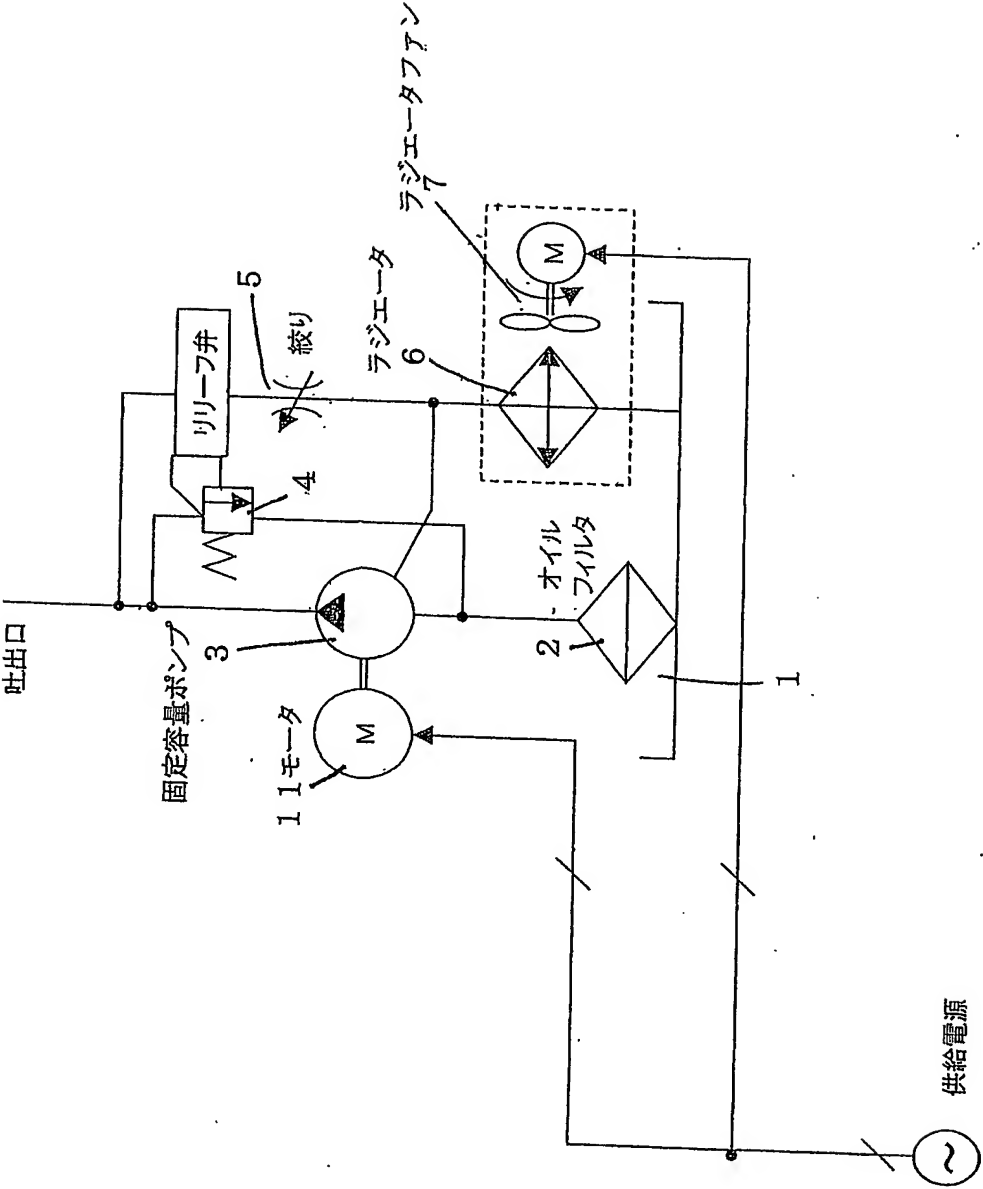 吐出口
固定容量ポンプ
3
11モータ
M
リリーフ弁
4
5
絞り
ラジエータ
6
ラジエータファン
7
M
オイル
フィルタ
2
1
供給電源
~